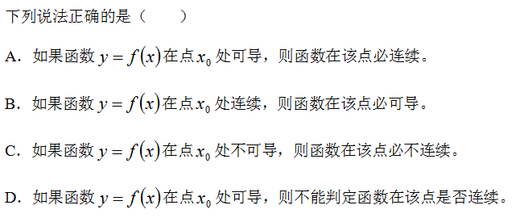 下列说法正确的是（　　）
A．如果函数 y = f(x)在点 x₀ 处可导，则函数在该点必连续。
B．如果函数 y = f(x)在点 x₀ 处连续，则函数在该点必可导。
C．如果函数 y = f(x)在点 x₀ 处不可导，则函数在该点必不连续。
D．如果函数 y = f(x)在点 x₀ 处可导，则不能判定函数在该点是否连续。